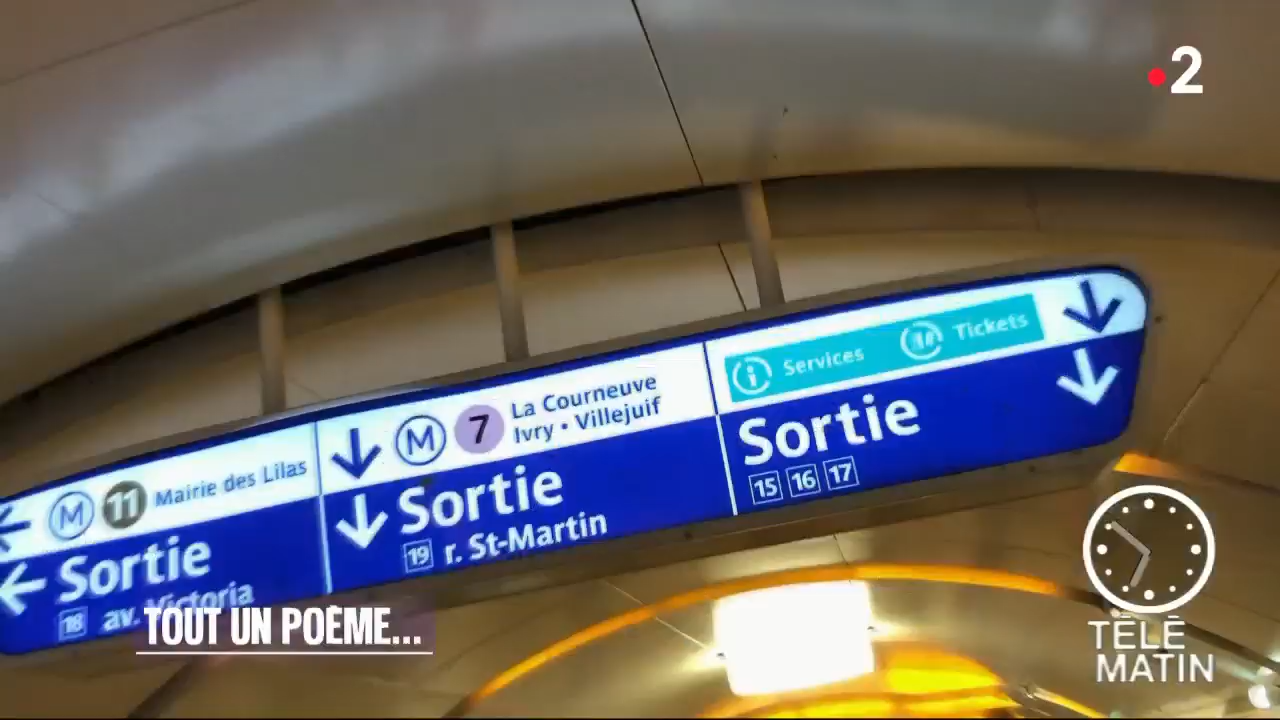 2
M 11 Mairie des Lilas
Sortie
18 av. Victoria
M 7 La Courneuve
Ivry • Villejuif
Sortie
19 r. St-Martin
i Services Tickets
Sortie
15 16 17
TOUT UN POÈME...
TÉLÉ
MATIN